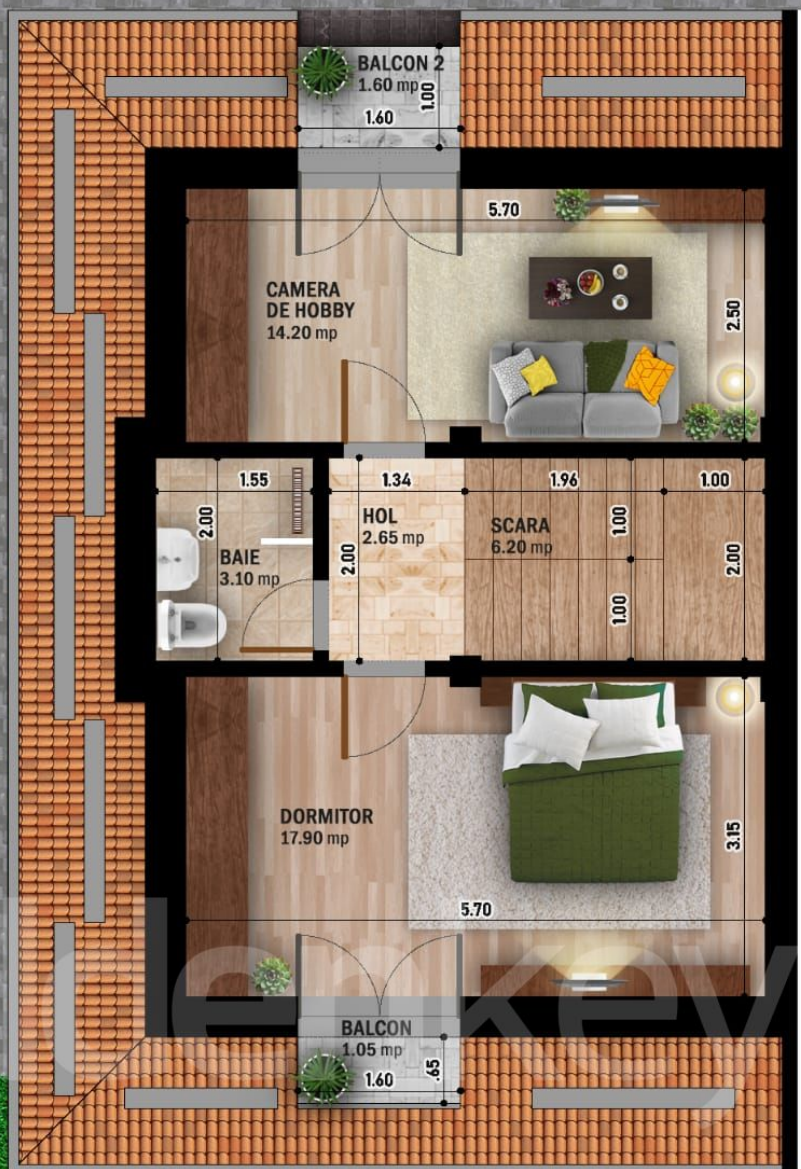 BALCON 2
1.60 mp
1.00
1.60
5.70
CAMERA
DE HOBBY
14.20 mp
2.50
1.55
1.34
1.96
1.00
2.00
BAIE
3.10 mp
HOL
2.65 mp
2.00
SCARA
6.20 mp
1.00
1.00
2.00
DORMITOR
17.90 mp
3.15
5.70
BALCON
1.05 mp
1.60
.65